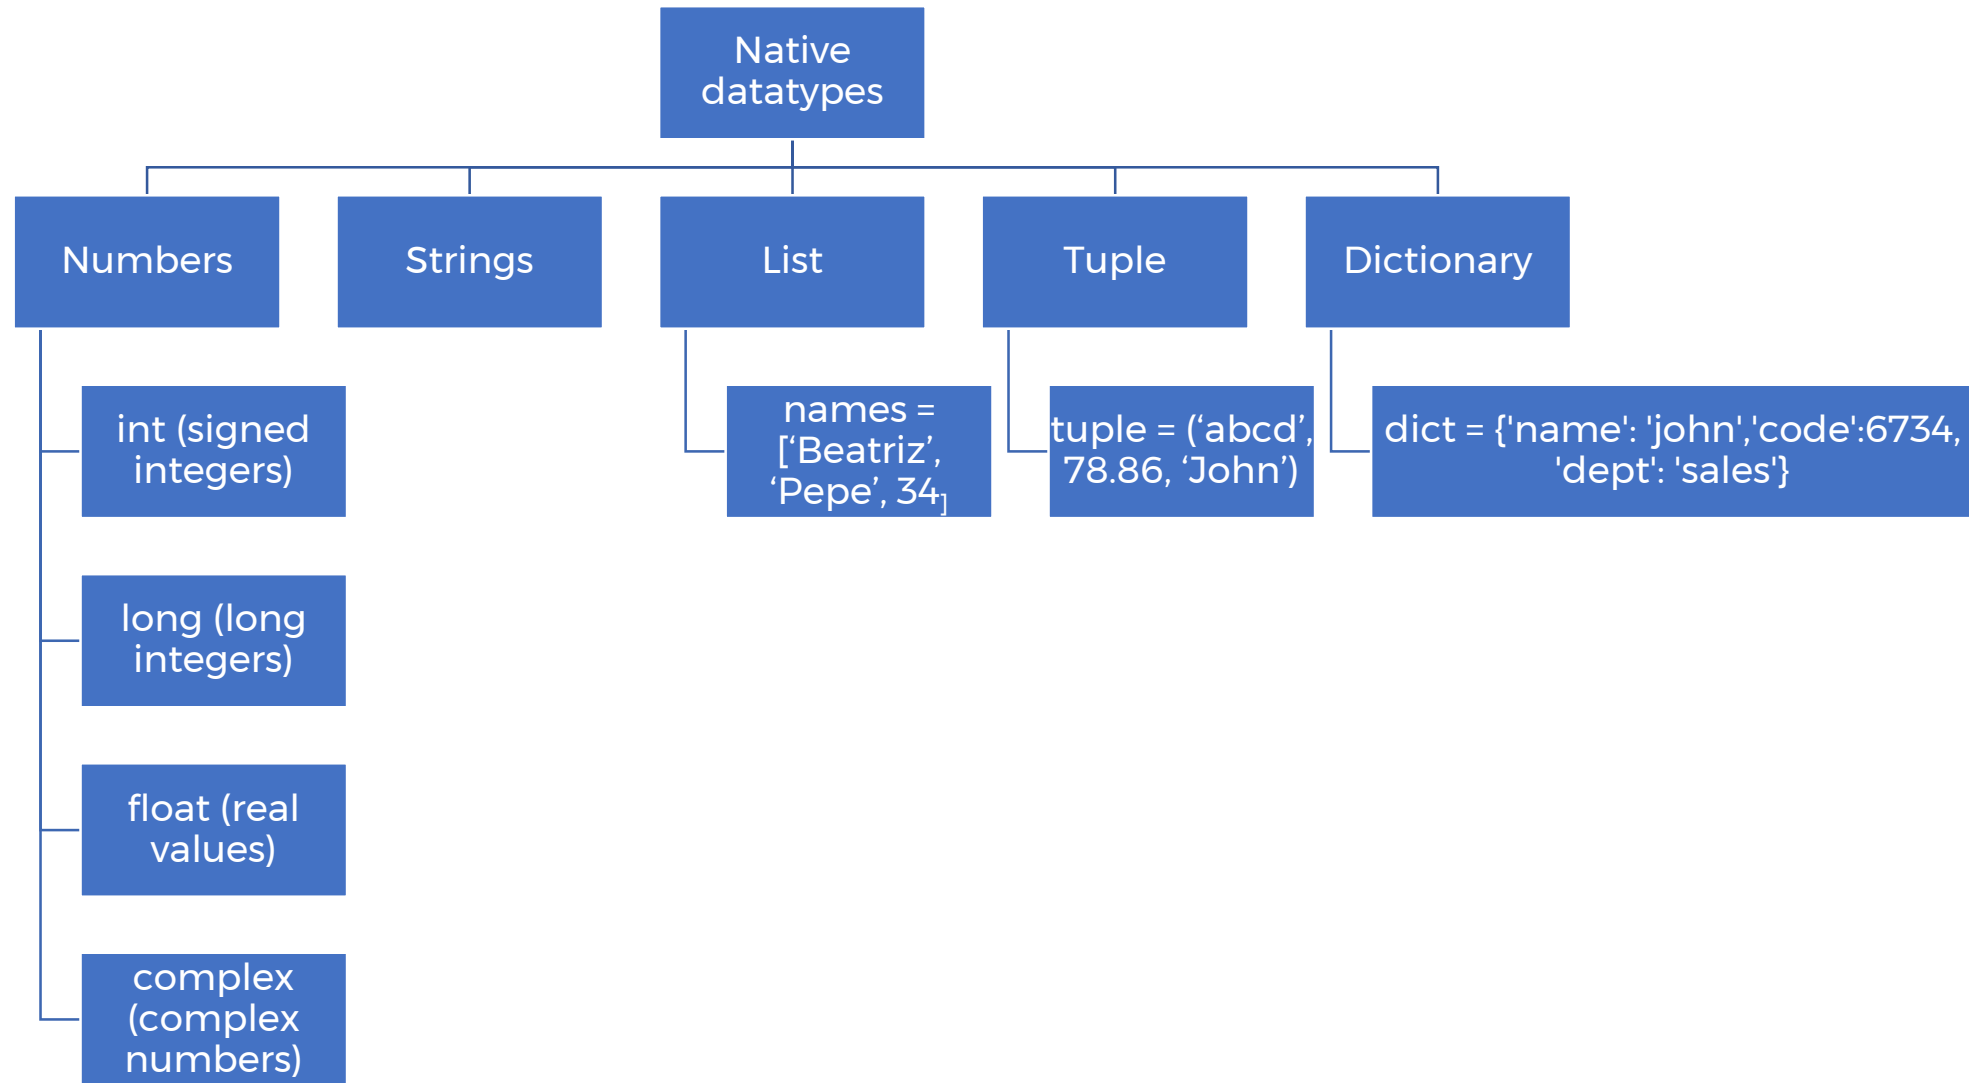 Native
datatypes
Numbers
Strings
List
Tuple
Dictionary
int (signed
integers)
long (long
integers)
float (real
values)
complex
(complex
numbers)
names =
[‘Beatriz’,
‘Pepe’, 34]
tuple = (‘abcd’,
78.86, ‘John’)
dict = {'name': 'john','code':6734,
'dept': 'sales'}